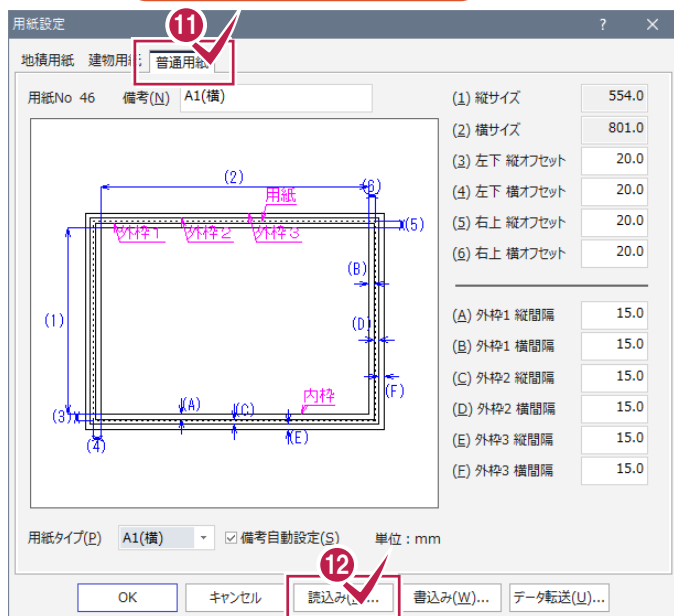 用紙設定 ? ×
⑪
地積用紙 建物用紙 普通用紙
用紙No 46 備考(N) A1(横)
(1) 縦サイズ 554.0
(2) 横サイズ 801.0
(3) 左下 縦オフセット 20.0
(4) 左下 横オフセット 20.0
(5) 右上 縦オフセット 20.0
(6) 右上 横オフセット 20.0
(A) 外枠1 縦間隔 15.0
(B) 外枠1 横間隔 15.0
(C) 外枠2 縦間隔 15.0
(D) 外枠2 横間隔 15.0
(E) 外枠3 縦間隔 15.0
(F) 外枠3 横間隔 15.0
(2) (6)
用紙
外枠1 外枠2 外枠3 (5)
(B)
(1) (D)
内枠 (F)
(3) (A) (C)
(4) (E)
用紙タイプ(P) A1(横) 備考自動設定(S) 単位:mm
⑫
OK キャンセル 読込み( ... 書込み(W)... データ転送(U)...